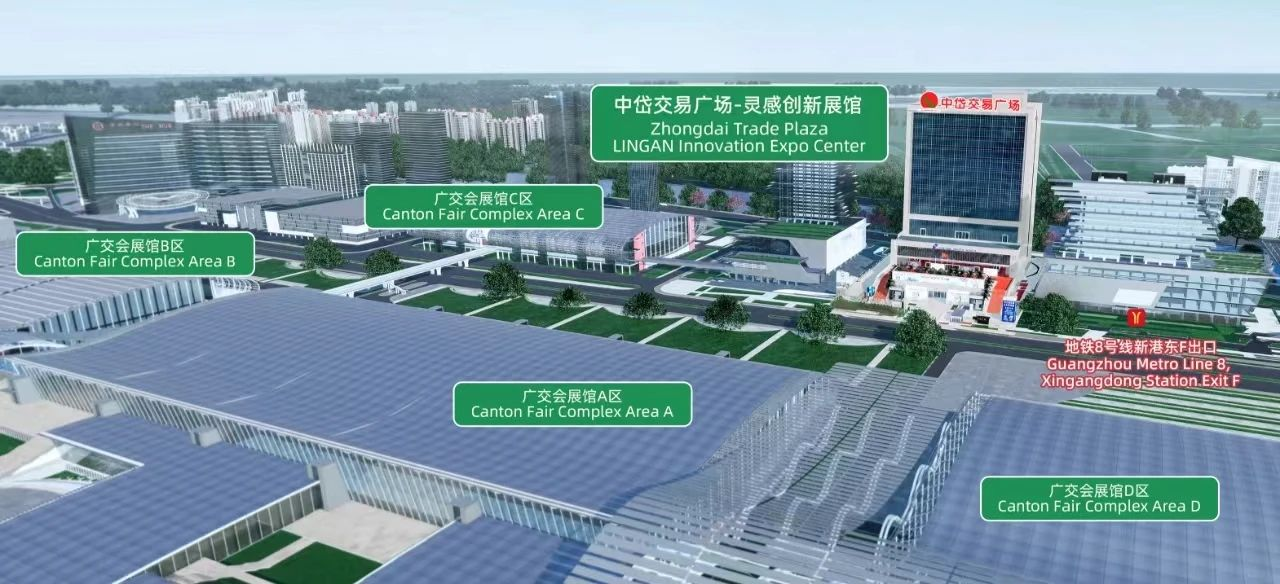 中岱交易广场-灵感创新展馆
Zhongdai Trade Plaza
LINGAN Innovation Expo Center
中岱交易广场
广交会展馆C区
Canton Fair Complex Area C
广交会展馆B区
Canton Fair Complex Area B
地铁8号线新港东F出口
Guangzhou Metro Line 8,
Xingangdong Station Exit F
广交会展馆A区
Canton Fair Complex Area A
广交会展馆D区
Canton Fair Complex Area D